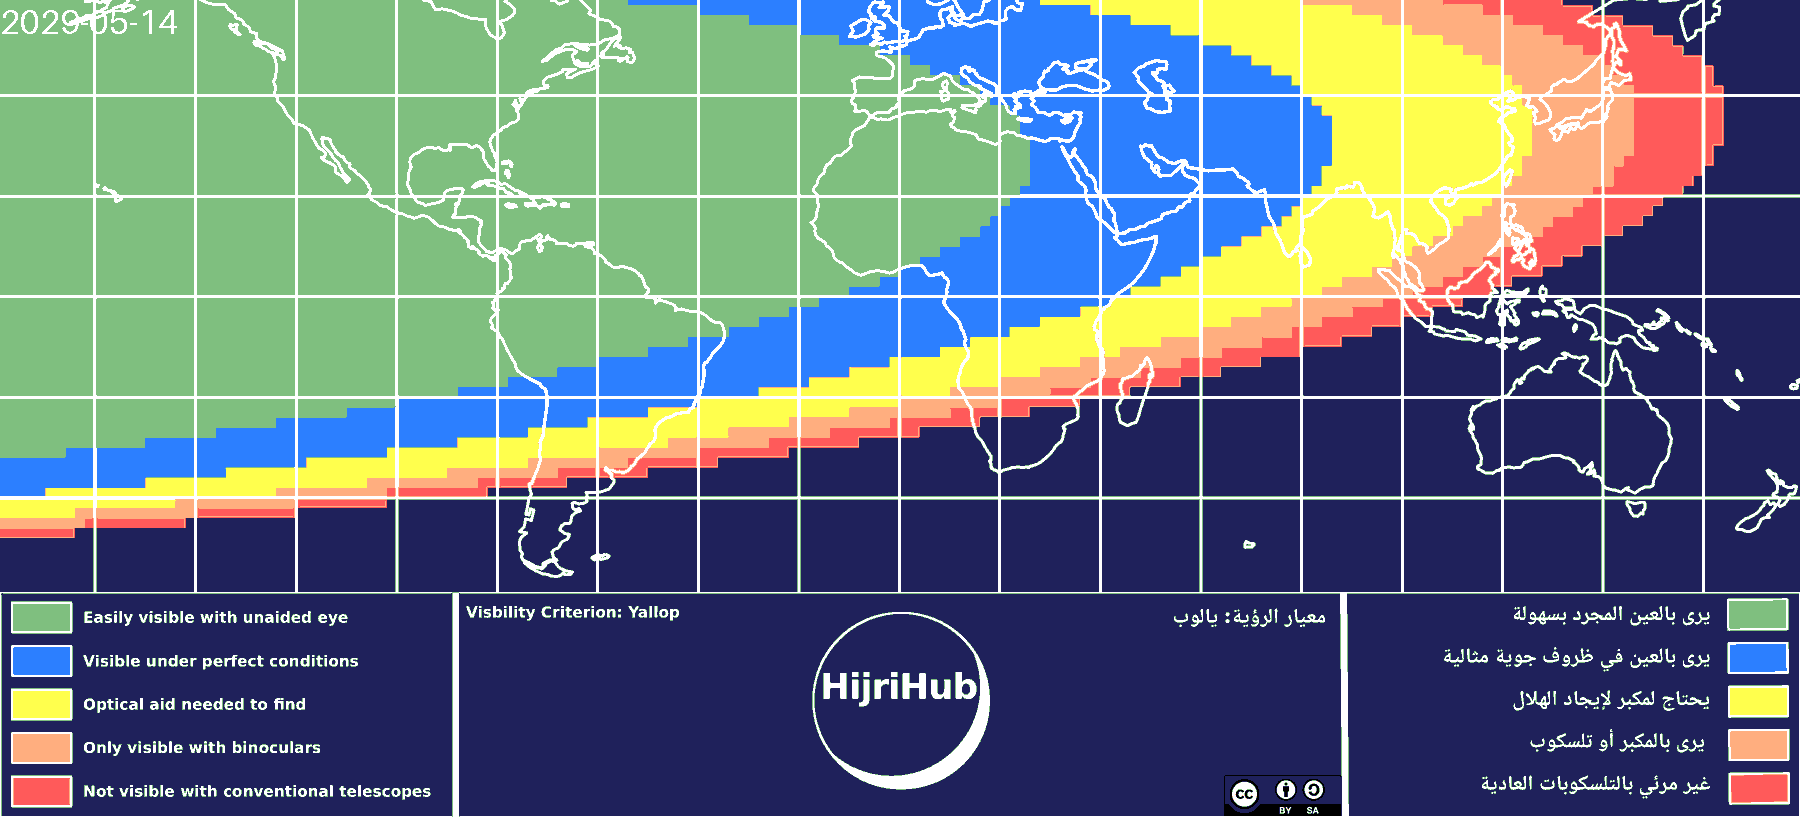 2029-05-14
Easily visible with unaided eye
Visible under perfect conditions
Optical aid needed to find
Only visible with binoculars
Not visible with conventional telescopes
Visbility Criterion: Yallop
معيار الرؤية: يالوب
HijriHub
CC BY SA
يرى بالعين المجرد بسهولة
يرى بالعين في ظروف جوية مثالية
يحتاج لمكبر لإيجاد الهلال
يرى بالمكبر أو تلسكوب
غير مرئي بالتلسكوبات العادية